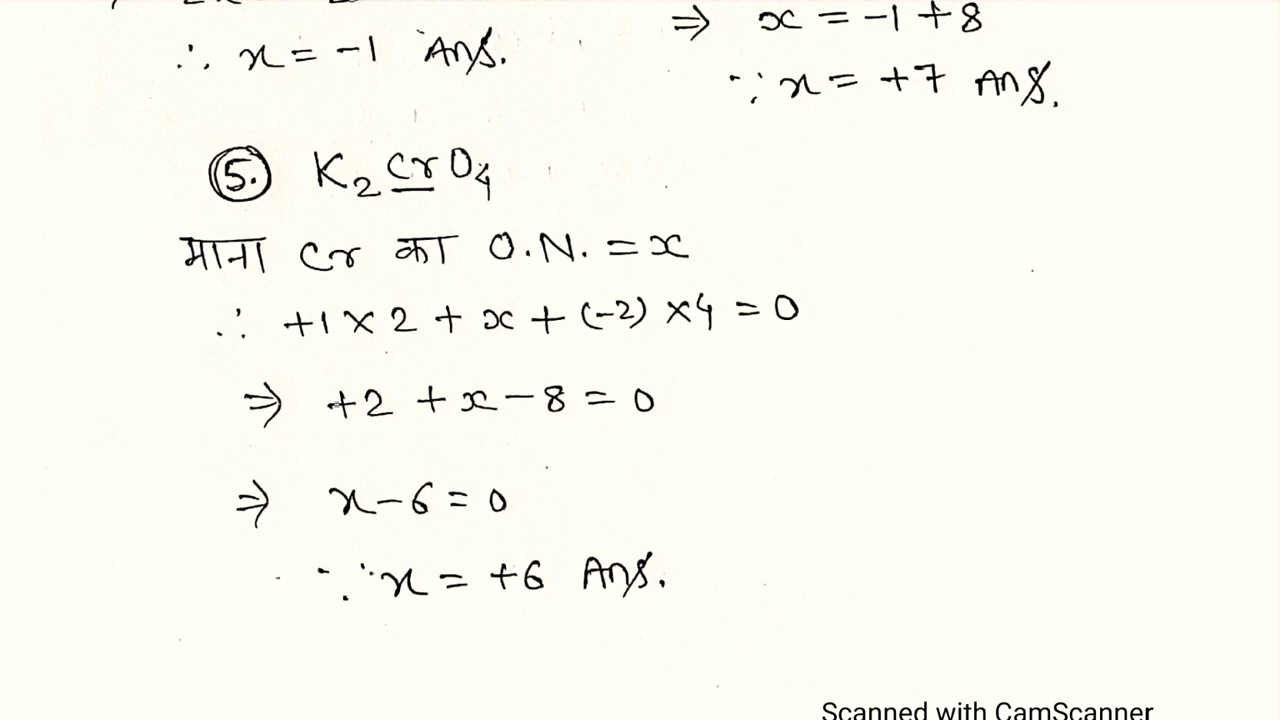 ∴ x = -1 Ans.
⇒ x = -1 + 8
∵ x = +7 Ans.
5. K₂CrO₄
माना Cr का O.N. = x
∴ +1 × 2 + x + (-2) × 4 = 0
⇒ +2 + x - 8 = 0
⇒ x - 6 = 0
∵ x = +6 Ans.
Scanned with CamScanner